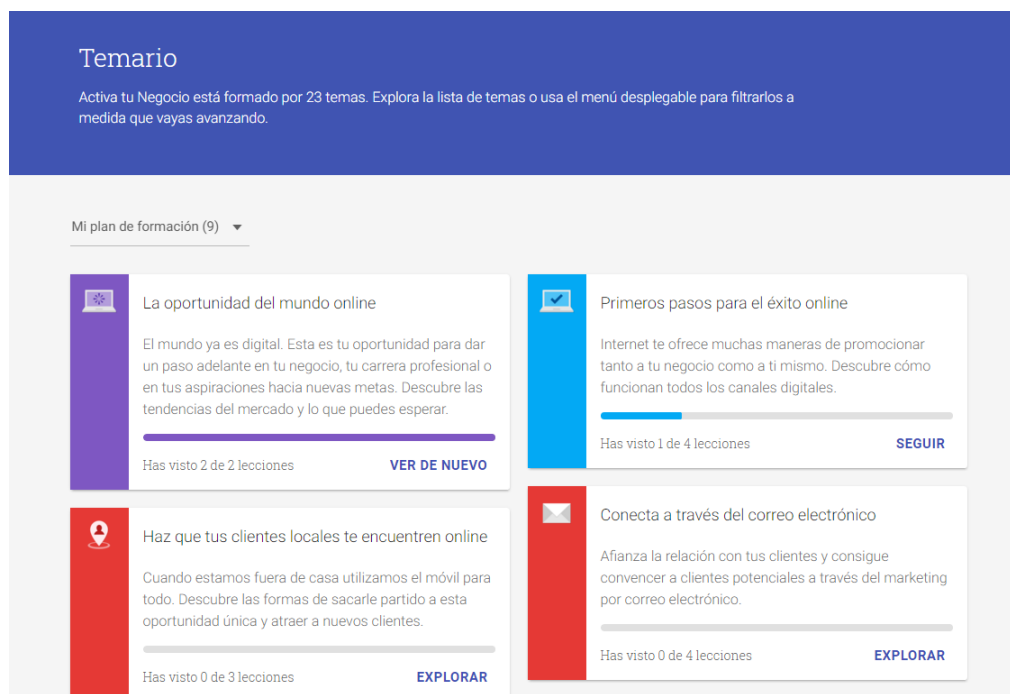 Temario
Activa tu Negocio está formado por 23 temas. Explora la lista de temas o usa el menú desplegable para filtrarlos a
medida que vayas avanzando.
Mi plan de formación (9)
La oportunidad del mundo online
El mundo ya es digital. Esta es tu oportunidad para dar
un paso adelante en tu negocio, tu carrera profesional o
en tus aspiraciones hacia nuevas metas. Descubre las
tendencias del mercado y lo que puedes esperar.
Has visto 2 de 2 lecciones
VER DE NUEVO
Primeros pasos para el éxito online
Internet te ofrece muchas maneras de promocionar
tanto a tu negocio como a ti mismo. Descubre cómo
funcionan todos los canales digitales.
Has visto 1 de 4 lecciones
SEGUIR
Haz que tus clientes locales te encuentren online
Cuando estamos fuera de casa utilizamos el móvil para
todo. Descubre las formas de sacarle partido a esta
oportunidad única y atraer a nuevos clientes.
Has visto 0 de 3 lecciones
EXPLORAR
Conecta a través del correo electrónico
Afianza la relación con tus clientes y consigue
convencer a clientes potenciales a través del marketing
por correo electrónico.
Has visto 0 de 4 lecciones
EXPLORAR